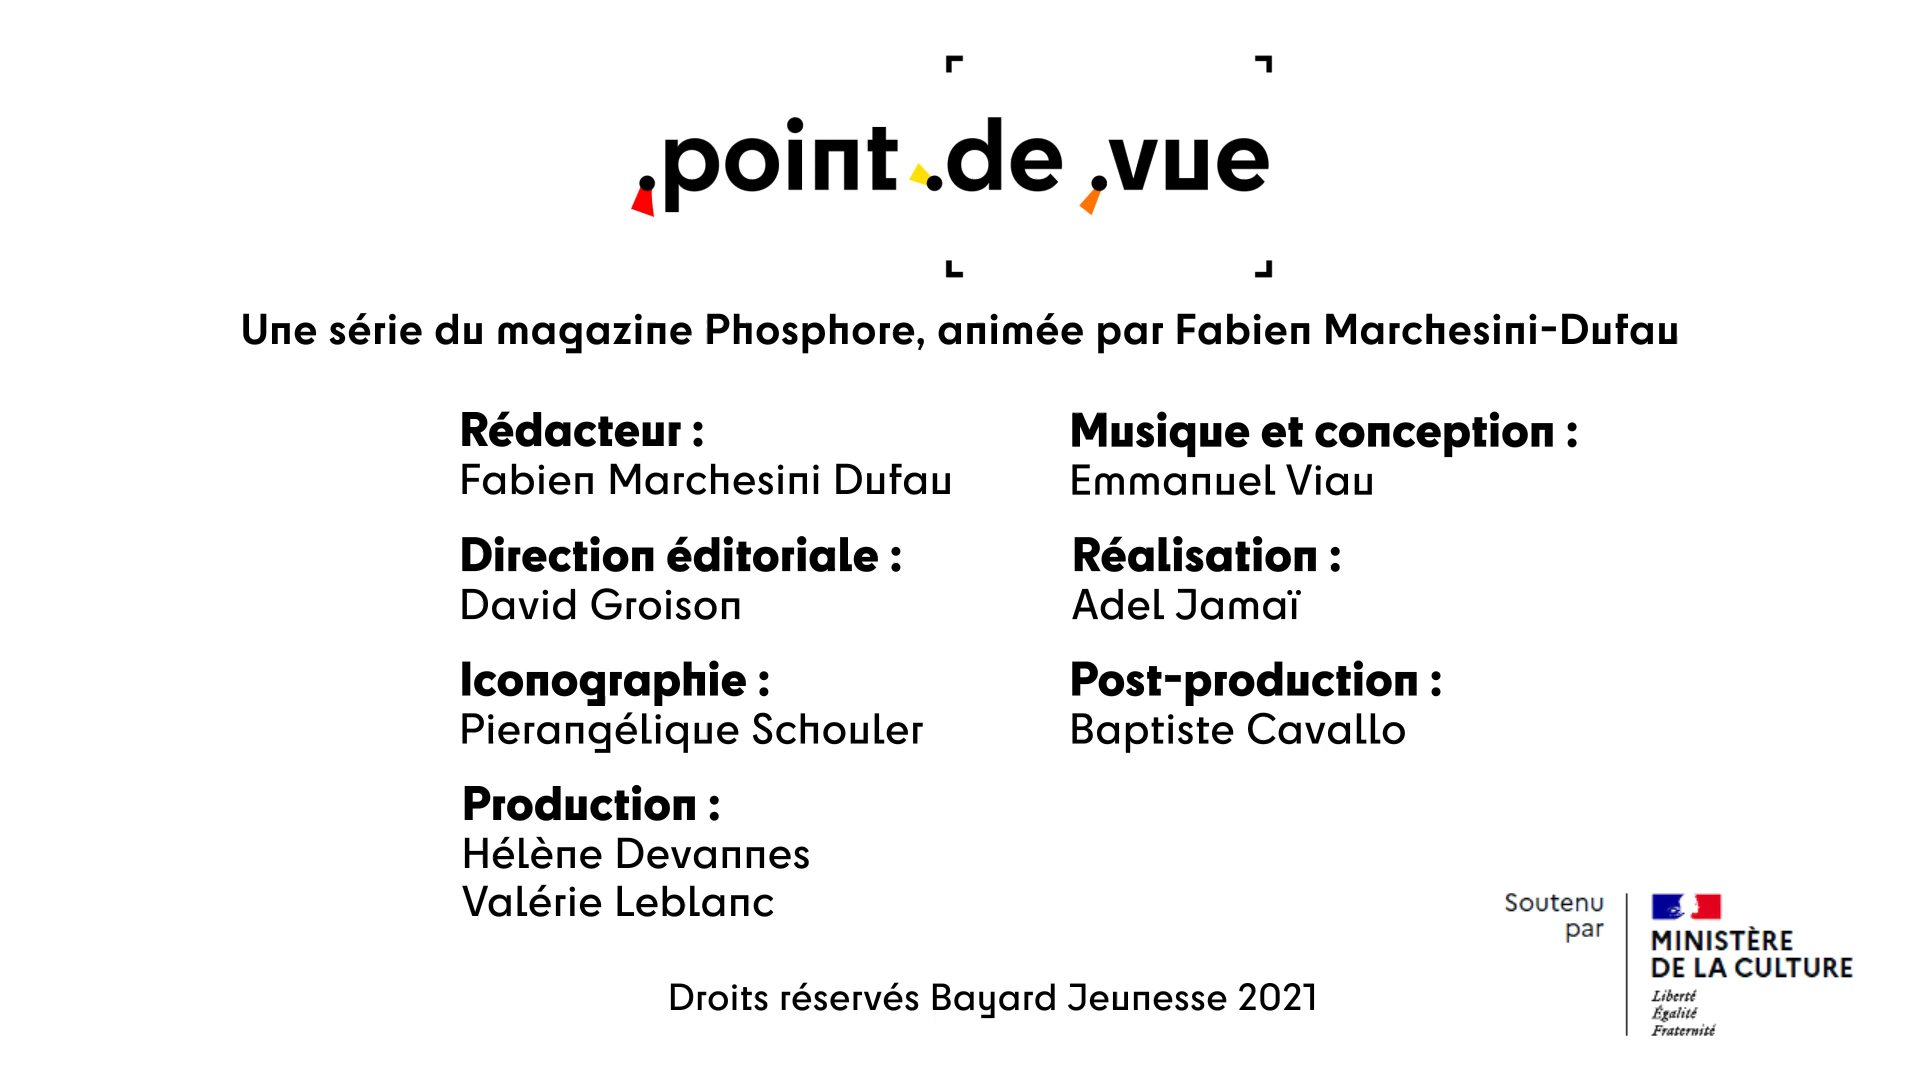 .point .de .vue
Une série du magazine Phosphore, animée par Fabien Marchesini-Dufau
Rédacteur :
Fabien Marchesini Dufau
Direction éditoriale :
David Groison
Iconographie :
Pierangélique Schouler
Production :
Hélène Devannes
Valérie Leblanc
Musique et conception :
Emmanuel Viau
Réalisation :
Adel Jamaï
Post-production :
Baptiste Cavallo
Soutenu
par
MINISTÈRE
DE LA CULTURE
Liberté
Égalité
Fraternité
Droits réservés Bayard Jeunesse 2021